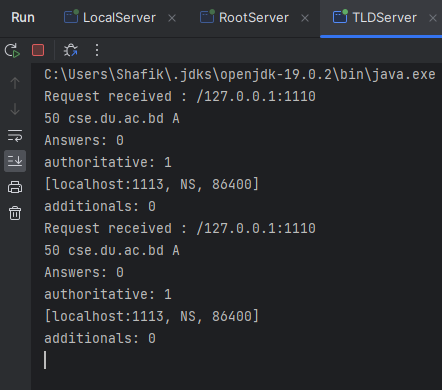 Run LocalServer × RootServer × TLDServer ×
C:\Users\Shafik\.jdks\openjdk-19.0.2\bin\java.exe
Request received : /127.0.0.1:1110
50 cse.du.ac.bd A
Answers: 0
authoritative: 1
[localhost:1113, NS, 86400]
additionals: 0
Request received : /127.0.0.1:1110
50 cse.du.ac.bd A
Answers: 0
authoritative: 1
[localhost:1113, NS, 86400]
additionals: 0